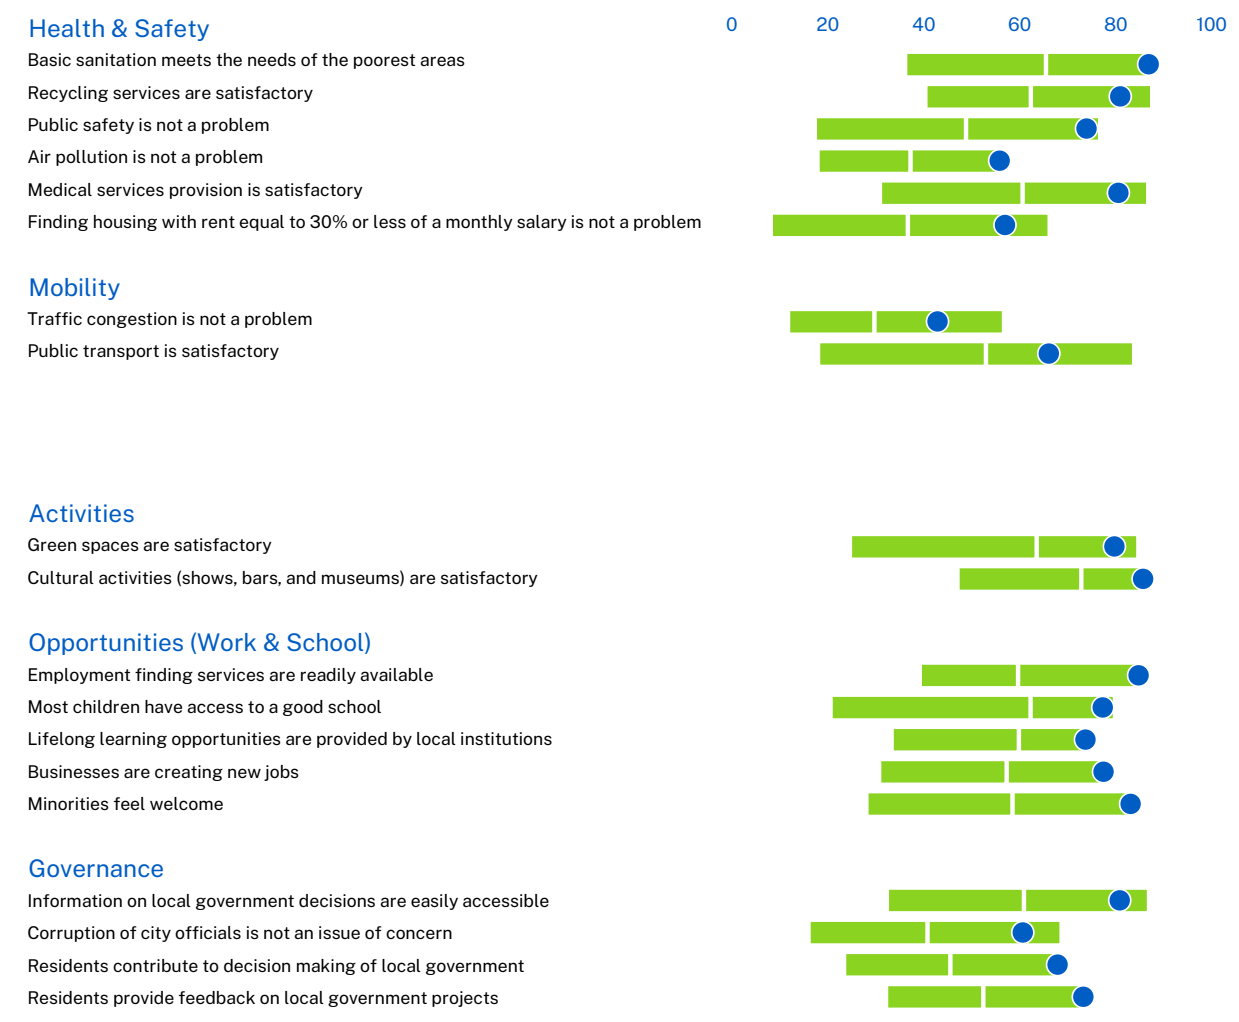 Health & Safety
0 20 40 60 80 100
Basic sanitation meets the needs of the poorest areas
Recycling services are satisfactory
Public safety is not a problem
Air pollution is not a problem
Medical services provision is satisfactory
Finding housing with rent equal to 30% or less of a monthly salary is not a problem
Mobility
Traffic congestion is not a problem
Public transport is satisfactory
Activities
Green spaces are satisfactory
Cultural activities (shows, bars, and museums) are satisfactory
Opportunities (Work & School)
Employment finding services are readily available
Most children have access to a good school
Lifelong learning opportunities are provided by local institutions
Businesses are creating new jobs
Minorities feel welcome
Governance
Information on local government decisions are easily accessible
Corruption of city officials is not an issue of concern
Residents contribute to decision making of local government
Residents provide feedback on local government projects